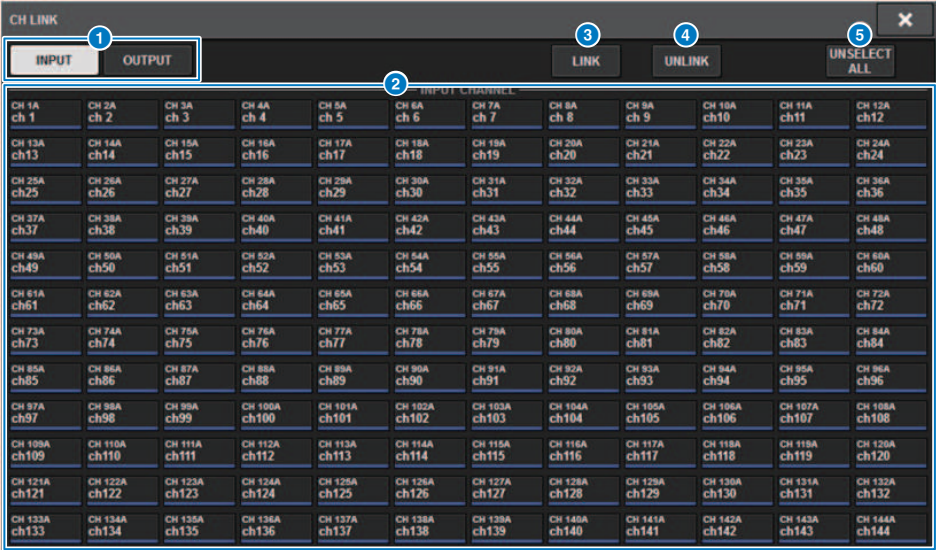 CH LINK
1
3
4
5
INPUT
OUTPUT
LINK
UNLINK
UNSELECT
ALL
2
INPUT CHANNEL
CH 1A CH 2A CH 3A CH 4A CH 5A CH 6A CH 7A CH 8A CH 9A CH 10A CH 11A CH 12A
ch 1 ch 2 ch 3 ch 4 ch 5 ch 6 ch 7 ch 8 ch 9 ch10 ch11 ch12
CH 13A CH 14A CH 15A CH 16A CH 17A CH 18A CH 19A CH 20A CH 21A CH 22A CH 23A CH 24A
ch13 ch14 ch15 ch16 ch17 ch18 ch19 ch20 ch21 ch22 ch23 ch24
CH 25A CH 26A CH 27A CH 28A CH 29A CH 30A CH 31A CH 32A CH 33A CH 34A CH 35A CH 36A
ch25 ch26 ch27 ch28 ch29 ch30 ch31 ch32 ch33 ch34 ch35 ch36
CH 37A CH 38A CH 39A CH 40A CH 41A CH 42A CH 43A CH 44A CH 45A CH 46A CH 47A CH 48A
ch37 ch38 ch39 ch40 ch41 ch42 ch43 ch44 ch45 ch46 ch47 ch48
CH 49A CH 50A CH 51A CH 52A CH 53A CH 54A CH 55A CH 56A CH 57A CH 58A CH 59A CH 60A
ch49 ch50 ch51 ch52 ch53 ch54 ch55 ch56 ch57 ch58 ch59 ch60
CH 61A CH 62A CH 63A CH 64A CH 65A CH 66A CH 67A CH 68A CH 69A CH 70A CH 71A CH 72A
ch61 ch62 ch63 ch64 ch65 ch66 ch67 ch68 ch69 ch70 ch71 ch72
CH 73A CH 74A CH 75A CH 76A CH 77A CH 78A CH 79A CH 80A CH 81A CH 82A CH 83A CH 84A
ch73 ch74 ch75 ch76 ch77 ch78 ch79 ch80 ch81 ch82 ch83 ch84
CH 85A CH 86A CH 87A CH 88A CH 89A CH 90A CH 91A CH 92A CH 93A CH 94A CH 95A CH 96A
ch85 ch86 ch87 ch88 ch89 ch90 ch91 ch92 ch93 ch94 ch95 ch96
CH 97A CH 98A CH 99A CH 100A CH 101A CH 102A CH 103A CH 104A CH 105A CH 106A CH 107A CH 108A
ch97 ch98 ch99 ch100 ch101 ch102 ch103 ch104 ch105 ch106 ch107 ch108
CH 109A CH 110A CH 111A CH 112A CH 113A CH 114A CH 115A CH 116A CH 117A CH 118A CH 119A CH 120A
ch109 ch110 ch111 ch112 ch113 ch114 ch115 ch116 ch117 ch118 ch119 ch120
CH 121A CH 122A CH 123A CH 124A CH 125A CH 126A CH 127A CH 128A CH 129A CH 130A CH 131A CH 132A
ch121 ch122 ch123 ch124 ch125 ch126 ch127 ch128 ch129 ch130 ch131 ch132
CH 133A CH 134A CH 135A CH 136A CH 137A CH 138A CH 139A CH 140A CH 141A CH 142A CH 143A CH 144A
ch133 ch134 ch135 ch136 ch137 ch138 ch139 ch140 ch141 ch142 ch143 ch144